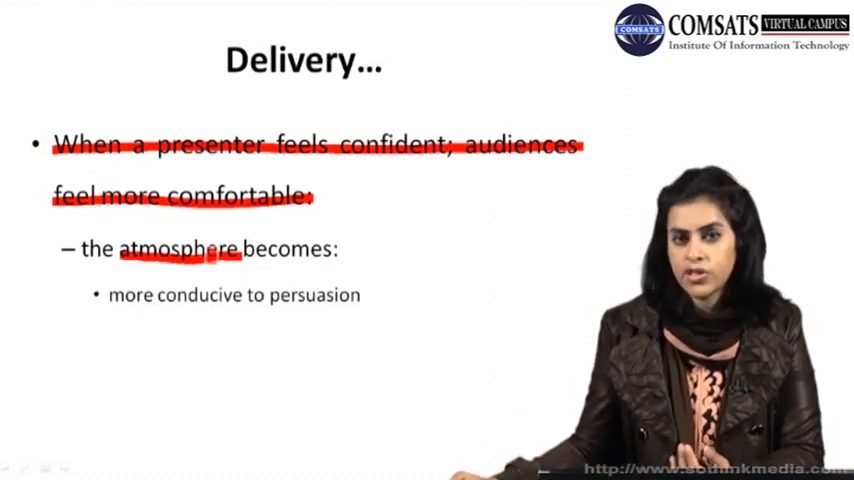 COMSATS VIRTUAL CAMPUS
COMSATS
Institute Of Information Technology
Delivery...
• When a presenter feels confident; audiences
feel more comfortable:
– the atmosphere becomes:
• more conducive to persuasion
http://www.sothinkmedia.com